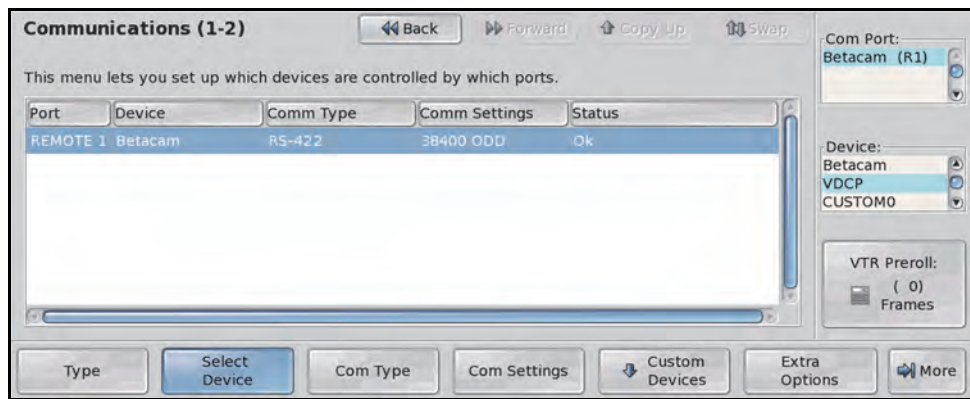 Communications (1-2)
Back
Forward
Copy Up
Swap
This menu lets you set up which devices are controlled by which ports.
Port Device Comm Type Comm Settings Status
REMOTE 1 Betacam RS-422 38400 ODD Ok
Com Port:
Betacam (R1)
Device:
Betacam
VDCP
CUSTOM0
VTR Preroll:
( 0)
Frames
Type
Select
Device
Com Type
Com Settings
Custom
Devices
Extra
Options
More